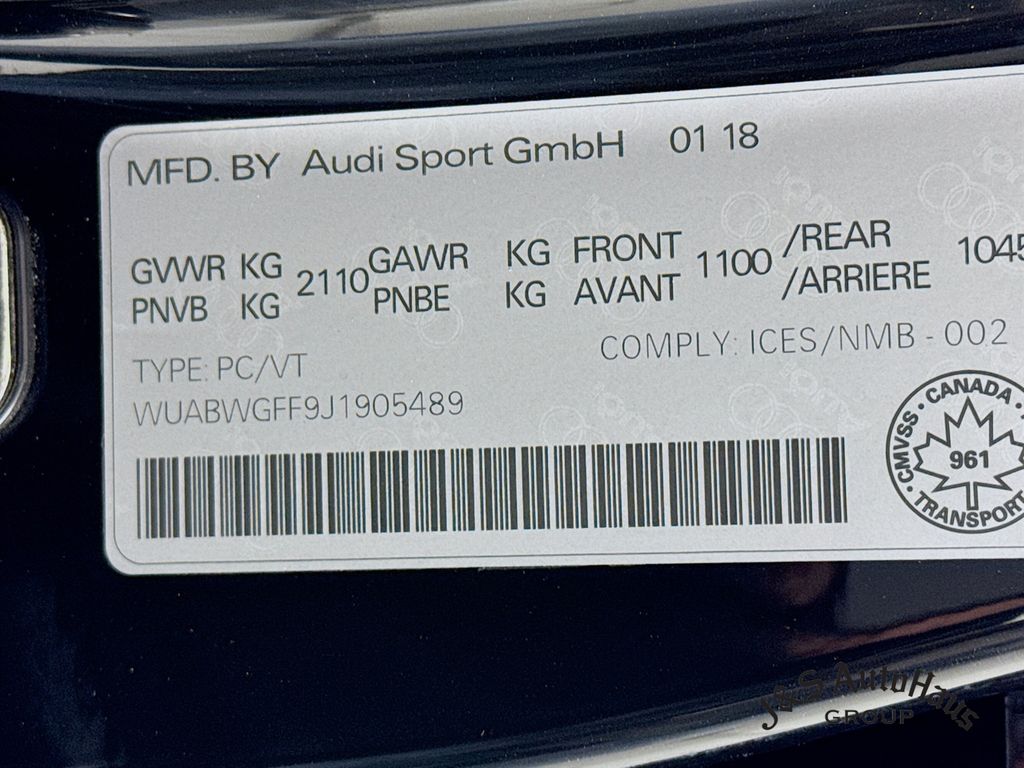 MFD. BY Audi Sport GmbH 01 18
GVWR KG 2110 GAWR KG FRONT 1100 /REAR 1045
PNVB KG PNBE KG AVANT /ARRIERE
TYPE: PC/VT COMPLY: ICES/NMB - 002
WUABWGFF9J1905489
• CMVSS • CANADA •
961
TRANSPORT
S&S AutoHaus
GROUP